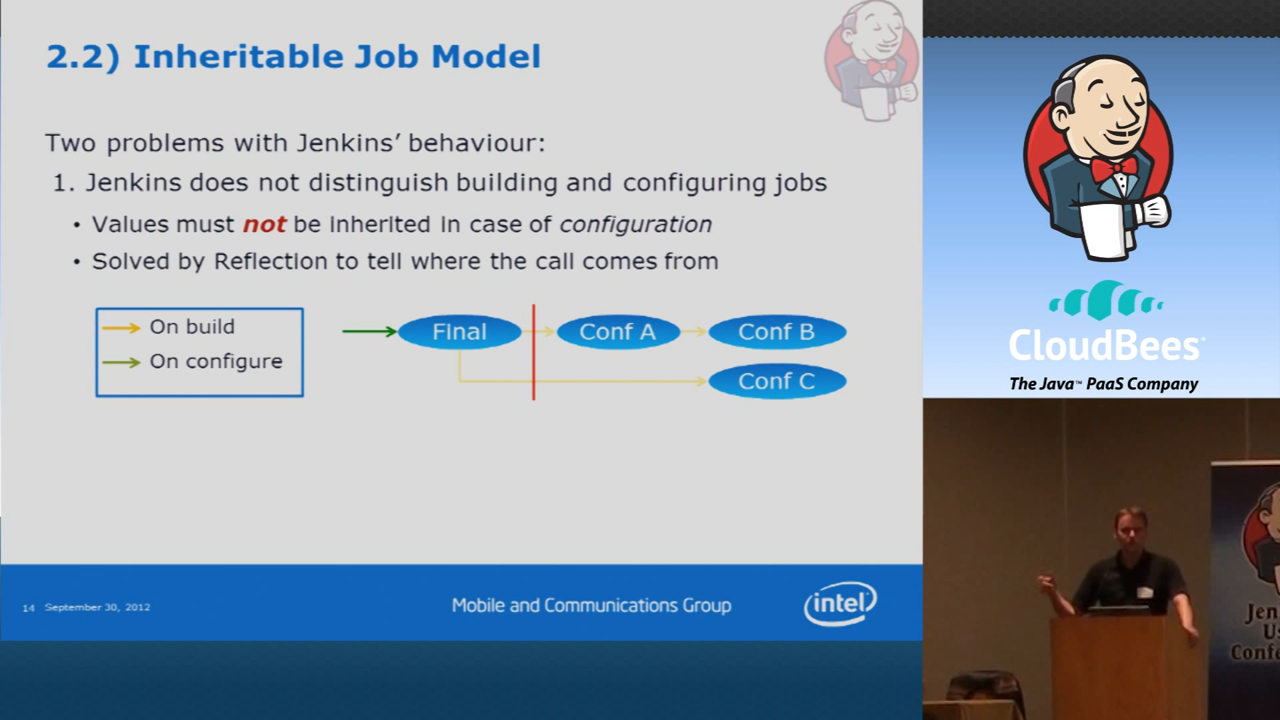 2.2) Inheritable Job Model
Two problems with Jenkins' behaviour:
1. Jenkins does not distinguish building and configuring jobs
• Values must not be inherited in case of configuration
• Solved by Reflection to tell where the call comes from
On build
On configure
Final
Conf A
Conf B
Conf C
14 September 30, 2012
Mobile and Communications Group
intel
CloudBees
The Java™ PaaS Company
Jen
Us
Confe